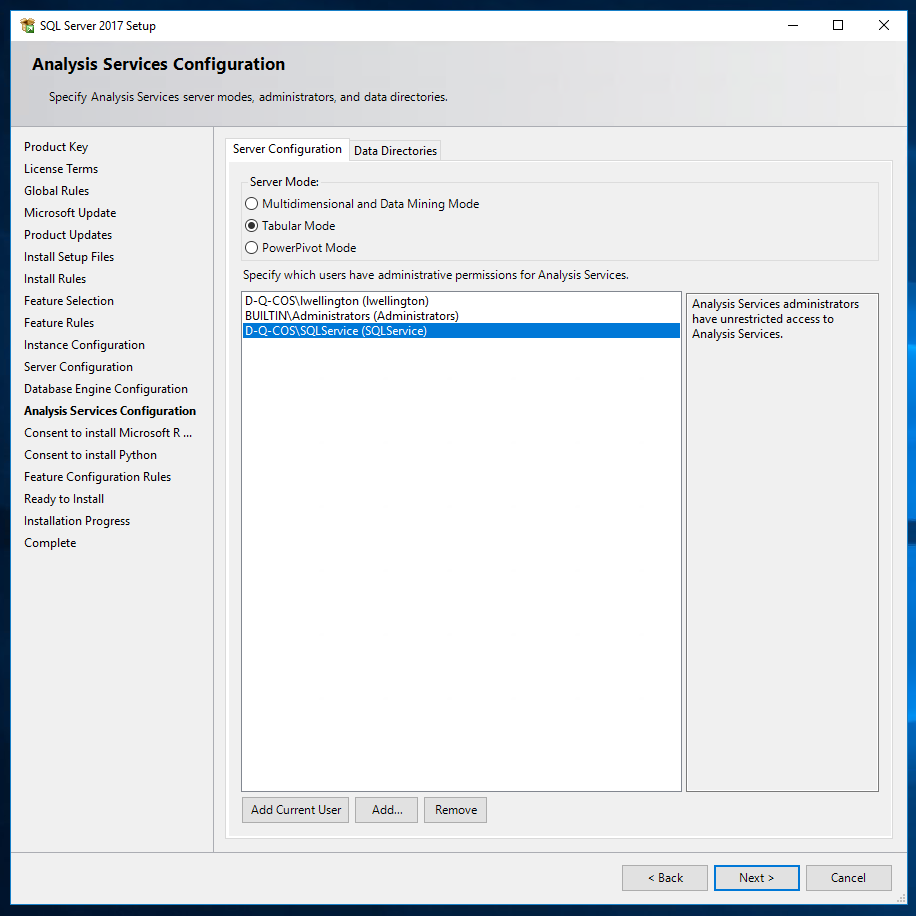 SQL Server 2017 Setup
Analysis Services Configuration
Specify Analysis Services server modes, administrators, and data directories.
Product Key
License Terms
Global Rules
Microsoft Update
Product Updates
Install Setup Files
Install Rules
Feature Selection
Feature Rules
Instance Configuration
Server Configuration
Database Engine Configuration
Analysis Services Configuration
Consent to install Microsoft R ...
Consent to install Python
Feature Configuration Rules
Ready to Install
Installation Progress
Complete
Server Configuration
Data Directories
Server Mode:
Multidimensional and Data Mining Mode
Tabular Mode
PowerPivot Mode
Specify which users have administrative permissions for Analysis Services.
D-Q-COS\lwellington (lwellington)
BUILTIN\Administrators (Administrators)
D-Q-COS\SQLService (SQLService)
Analysis Services administrators
have unrestricted access to
Analysis Services.
Add Current User
Add...
Remove
< Back
Next >
Cancel